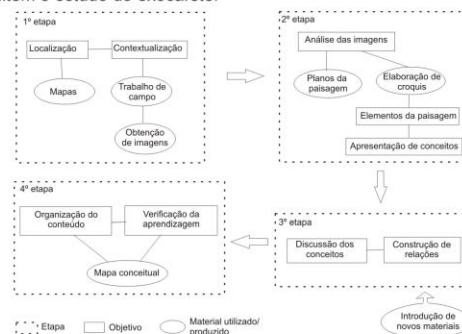 1º etapa
Localização
Contextualização
Mapas
Trabalho de
campo
Obtenção
de imagens
2º etapa
Análise das imagens
Planos da
paisagem
Elaboração de
croquis
Elementos da paisagem
Apresentação de conceitos
3º etapa
Discussão dos
conceitos
Construção de
relações
Introdução de
novos materiais
4º etapa
Organização do
conteúdo
Verificação da
aprendizagem
Mapa conceitual
Etapa
Objetivo
Material utilizado/
produzido